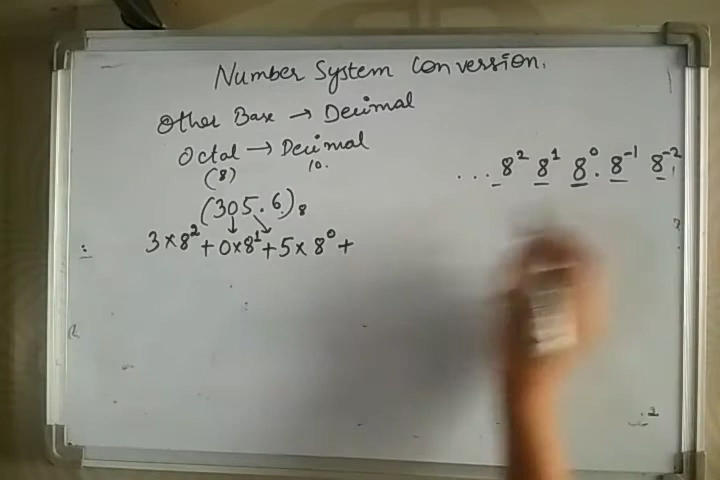 Number System Conversion.
Other Base → Decimal
Octal → Decimal
(8) 10.
(305.6)₈
3×8²+0×8¹+5×8⁰+
... 8² 8¹ 8⁰ . 8⁻¹ 8⁻²